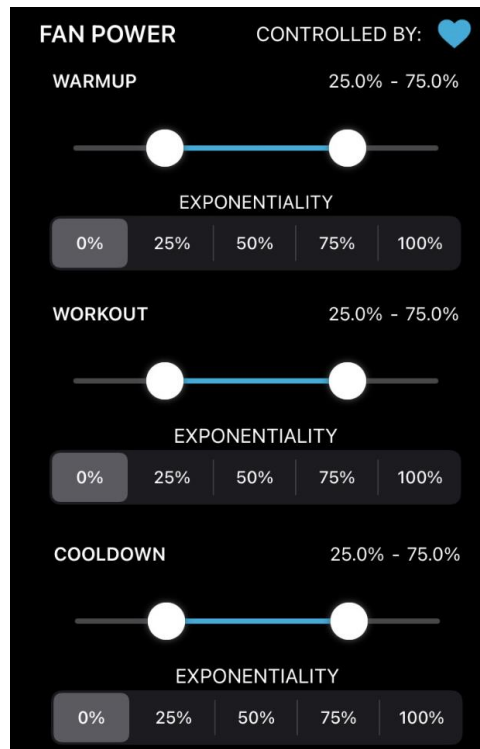 FAN POWER CONTROLLED BY:
WARMUP 25.0% - 75.0%
EXPONENTIALITY
0% 25% 50% 75% 100%
WORKOUT 25.0% - 75.0%
EXPONENTIALITY
0% 25% 50% 75% 100%
COOLDOWN 25.0% - 75.0%
EXPONENTIALITY
0% 25% 50% 75% 100%